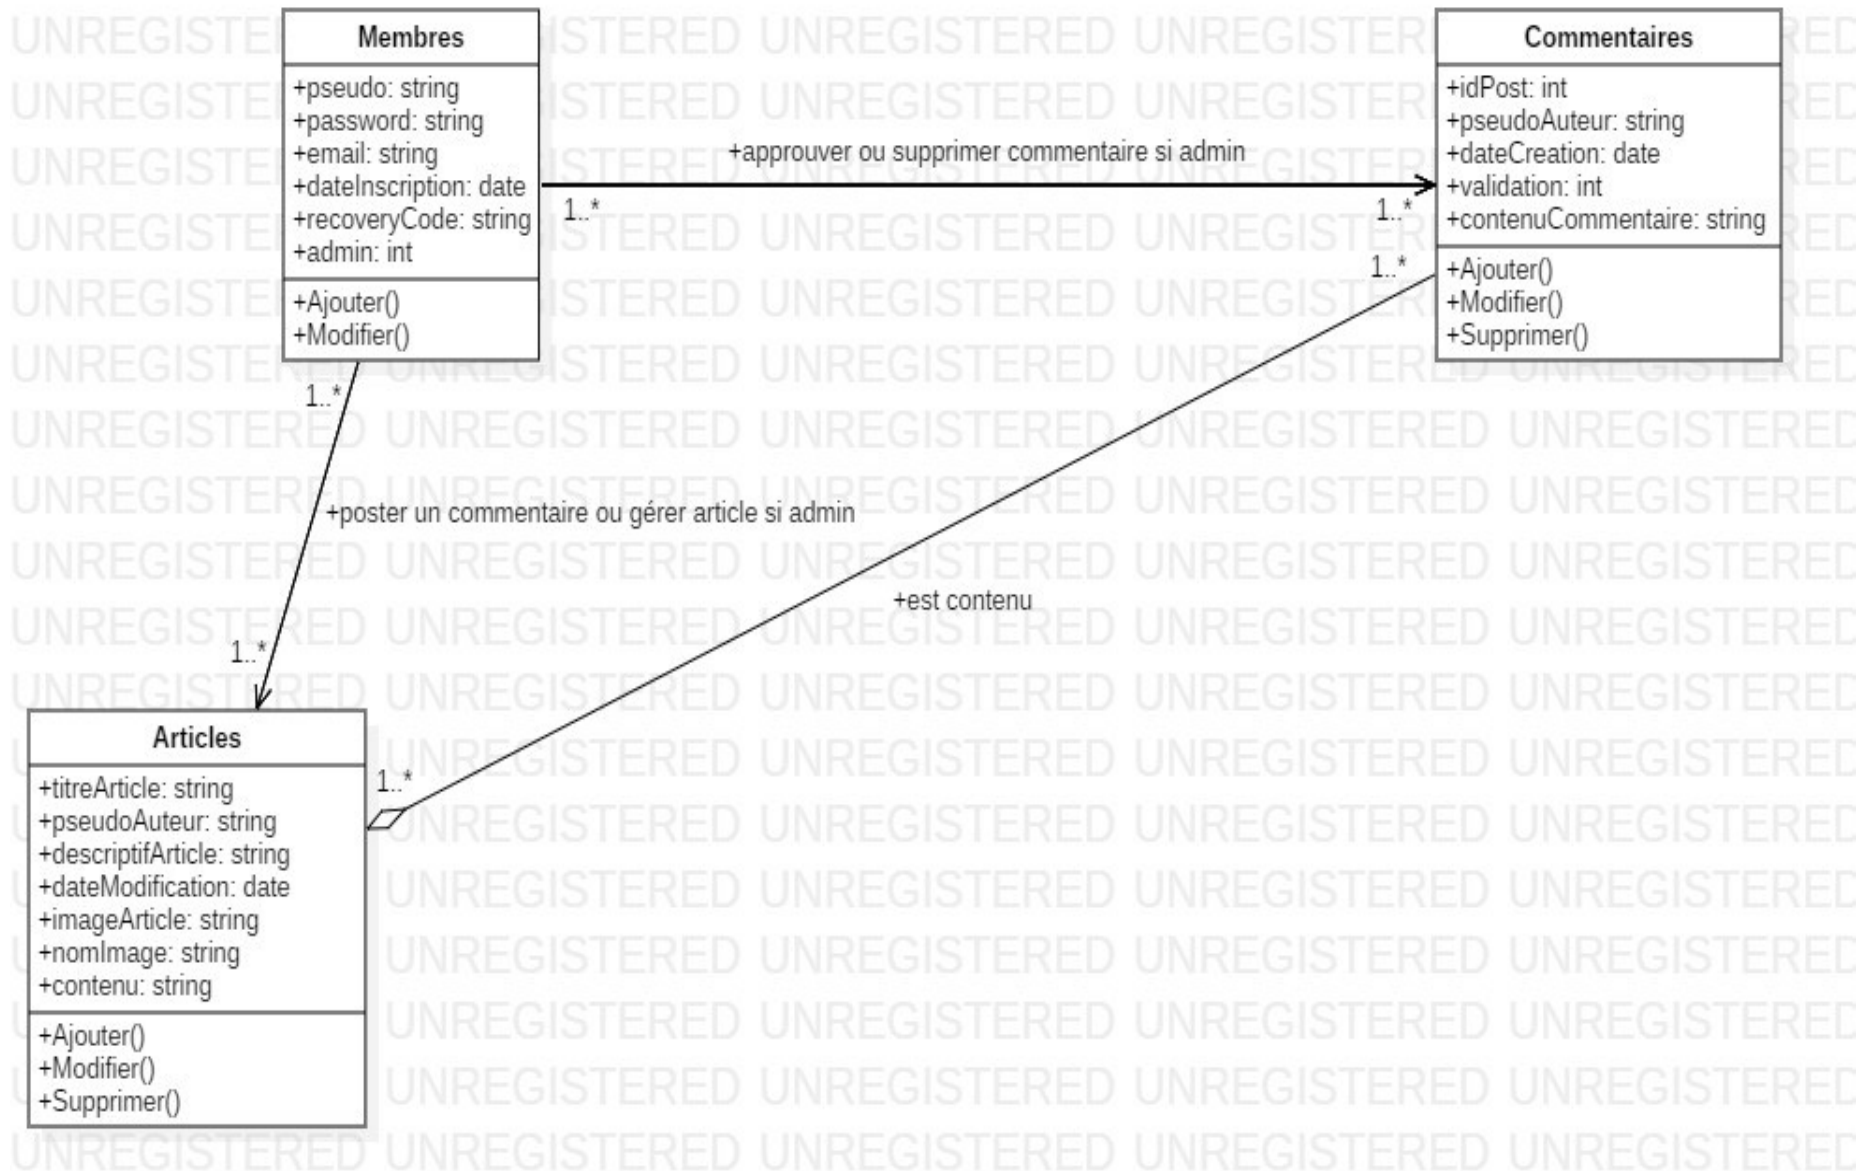 Membres
+pseudo: string
+password: string
+email: string
+dateInscription: date
+recoveryCode: string
+admin: int
+Ajouter()
+Modifier()
Commentaires
+idPost: int
+pseudoAuteur: string
+dateCreation: date
+validation: int
+contenuCommentaire: string
+Ajouter()
+Modifier()
+Supprimer()
+approuver ou supprimer commentaire si admin
1..*
1..*
1..*
1..*
+poster un commentaire ou gérer article si admin
+est contenu
1..*
1..*
Articles
+titreArticle: string
+pseudoAuteur: string
+descriptifArticle: string
+dateModification: date
+imageArticle: string
+nomImage: string
+contenu: string
+Ajouter()
+Modifier()
+Supprimer()
UNREGISTERED